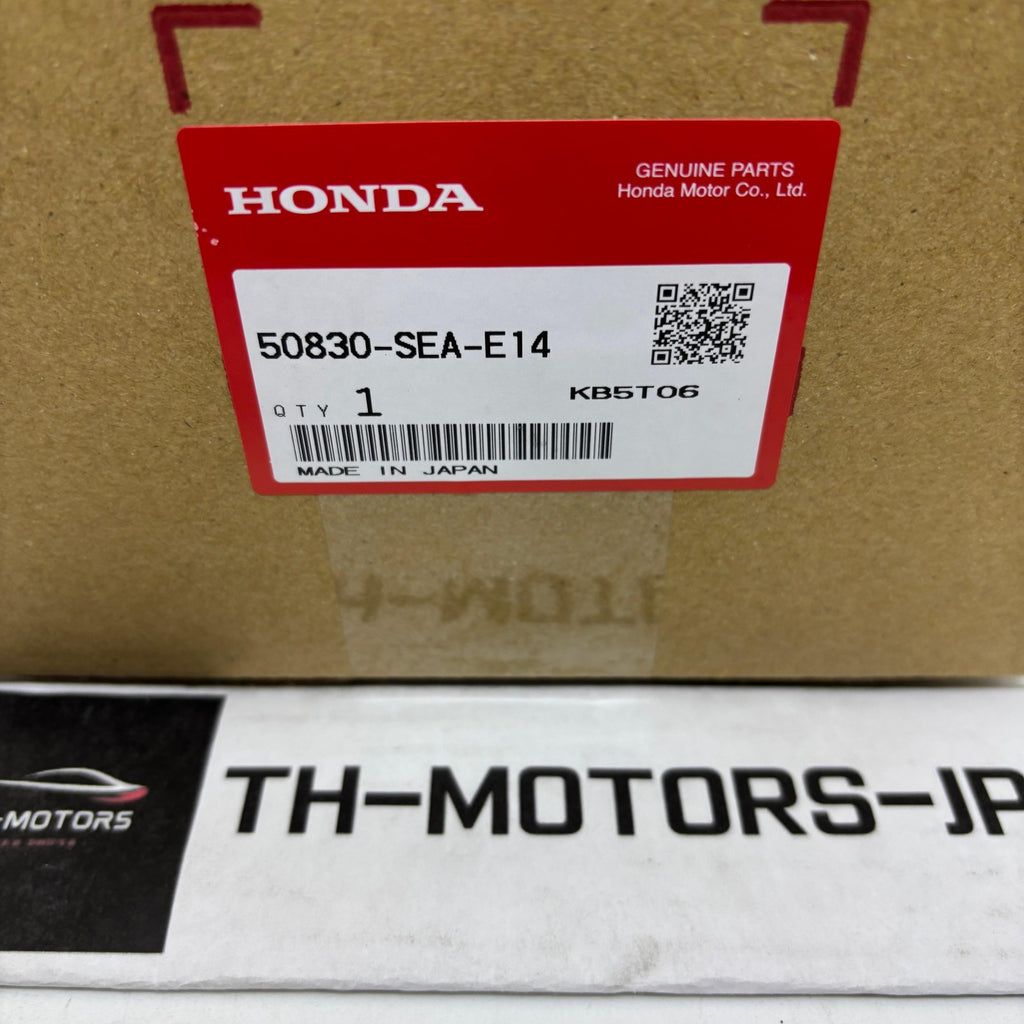 HONDA
GENUINE PARTS
Honda Motor Co., Ltd.
50830-SEA-E14
KB5T06
QTY 1
MADE IN JAPAN
TH-MOTORS-JP
-MOTORS